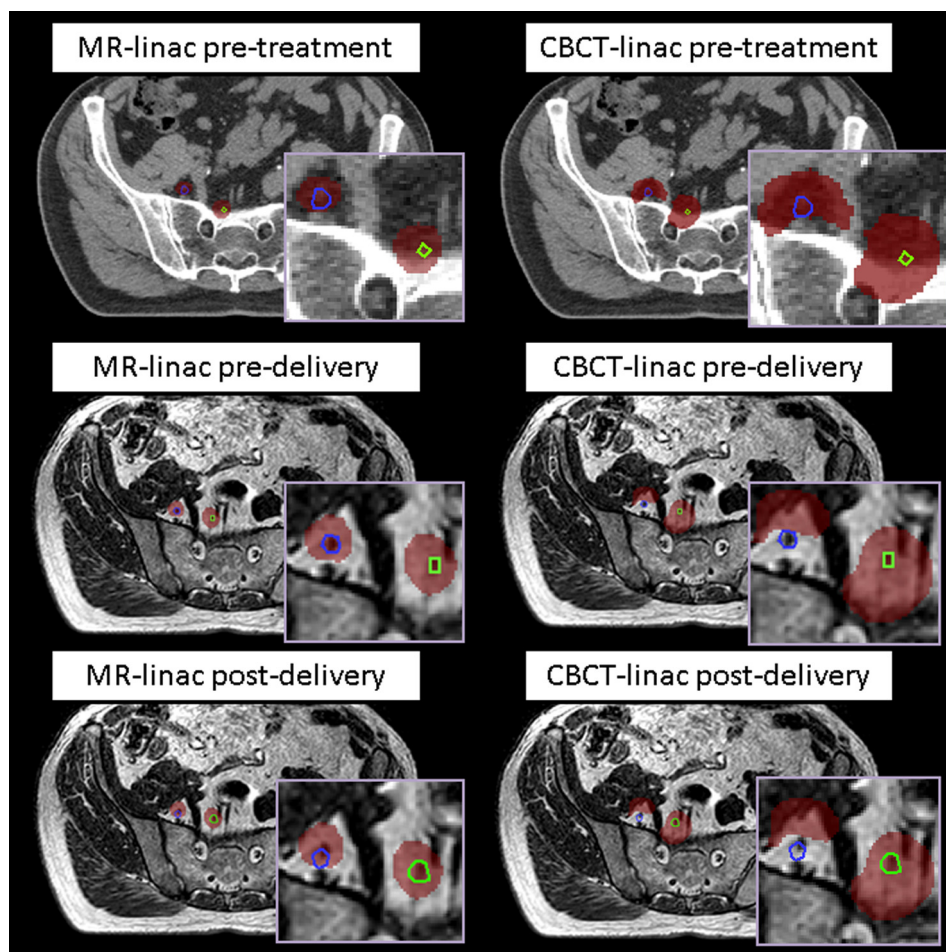 MR-linac pre-treatment
CBCT-linac pre-treatment
MR-linac pre-delivery
CBCT-linac pre-delivery
MR-linac post-delivery
CBCT-linac post-delivery